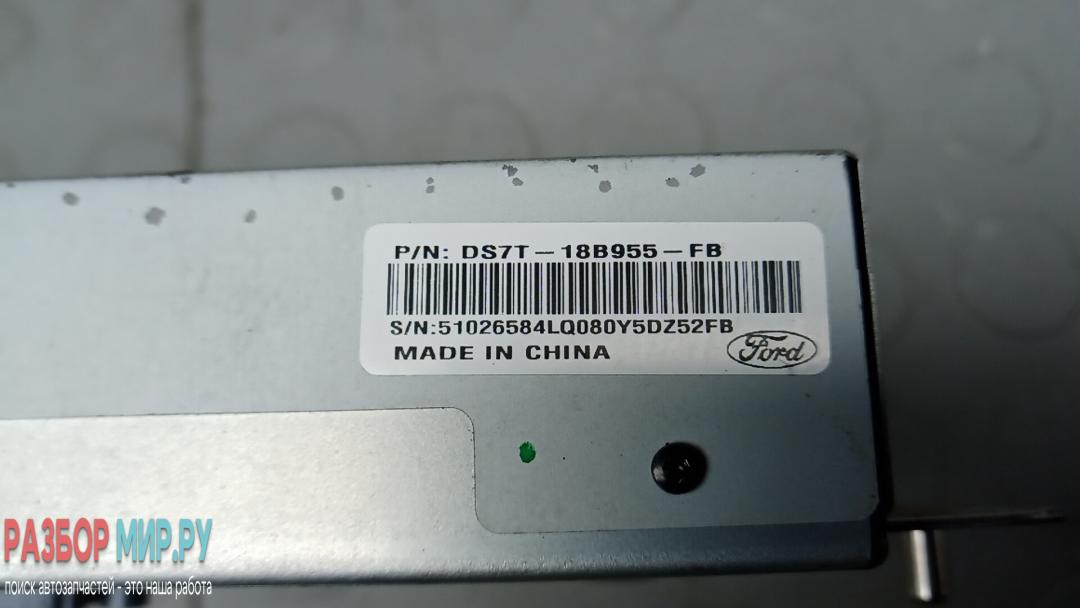 P/N: DS7T-18B955-FB
S/N:51026584LQ080Y5DZ52FB
MADE IN CHINA
Ford
РАЗБОР МИР.РУ
поиск автозапчастей - это наша работа